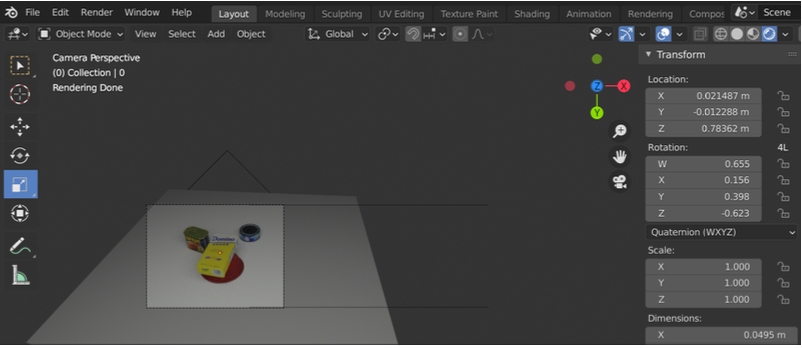 File Edit Render Window Help Layout Modeling Sculpting UV Editing Texture Paint Shading Animation Rendering Compos Scene
Object Mode View Select Add Object Global
Camera Perspective
(0) Collection | 0
Rendering Done
Z X
Y
Transform
Location:
X 0.021487 m
Y -0.012288 m
Z 0.78362 m
Rotation: 4L
W 0.655
X 0.156
Y 0.398
Z -0.623
Quaternion (WXYZ)
Scale:
X 1.000
Y 1.000
Z 1.000
Dimensions:
X 0.0495 m
Domino